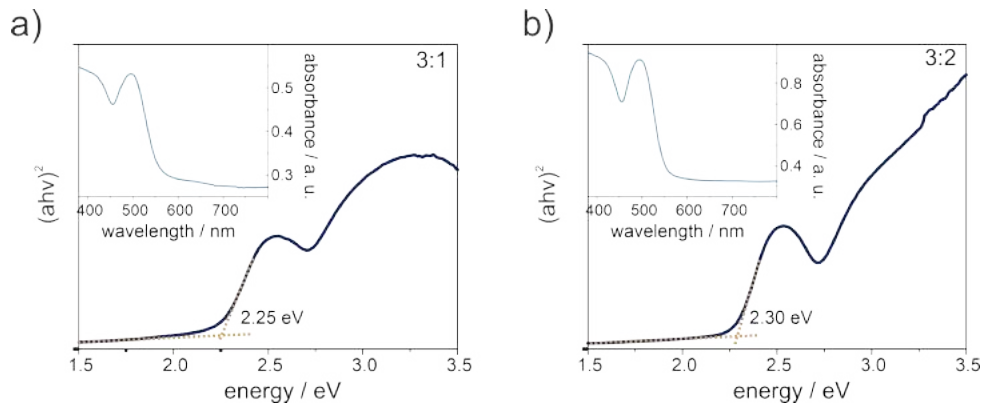 a)
3:1
0.5
0.4
0.3
absorbance / a. u.
400 500 600 700
wavelength / nm
(ahv)²
2.25 eV
1.5 2.0 2.5 3.0 3.5
energy / eV
b)
3:2
0.8
0.6
0.4
absorbance / a. u.
400 500 600 700
wavelength / nm
(ahv)²
2.30 eV
1.5 2.0 2.5 3.0 3.5
energy / eV